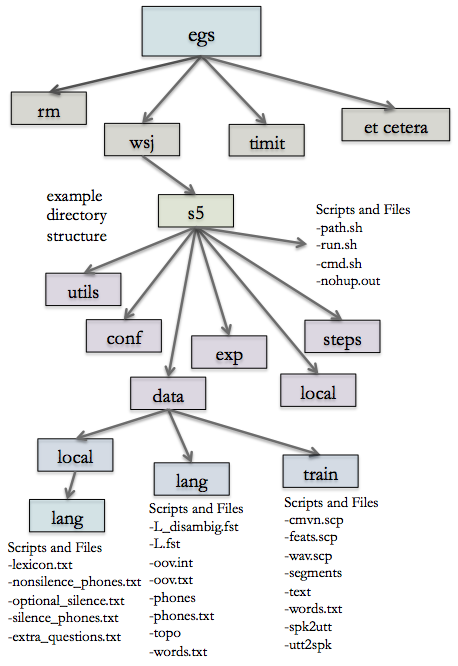 egs
rm
wsj
timit
et cetera
example
directory
structure
s5
Scripts and Files
-path.sh
-run.sh
-cmd.sh
-nohup.out
utils
conf
exp
steps
data
local
local
lang
train
lang
Scripts and Files
-lexicon.txt
-nonsilence_phones.txt
-optional_silence.txt
-silence_phones.txt
-extra_questions.txt
Scripts and Files
-L_disambig.fst
-L.fst
-oov.int
-oov.txt
-phones
-phones.txt
-topo
-words.txt
Scripts and Files
-cmvn.scp
-feats.scp
-wav.scp
-segments
-text
-words.txt
-spk2utt
-utt2spk